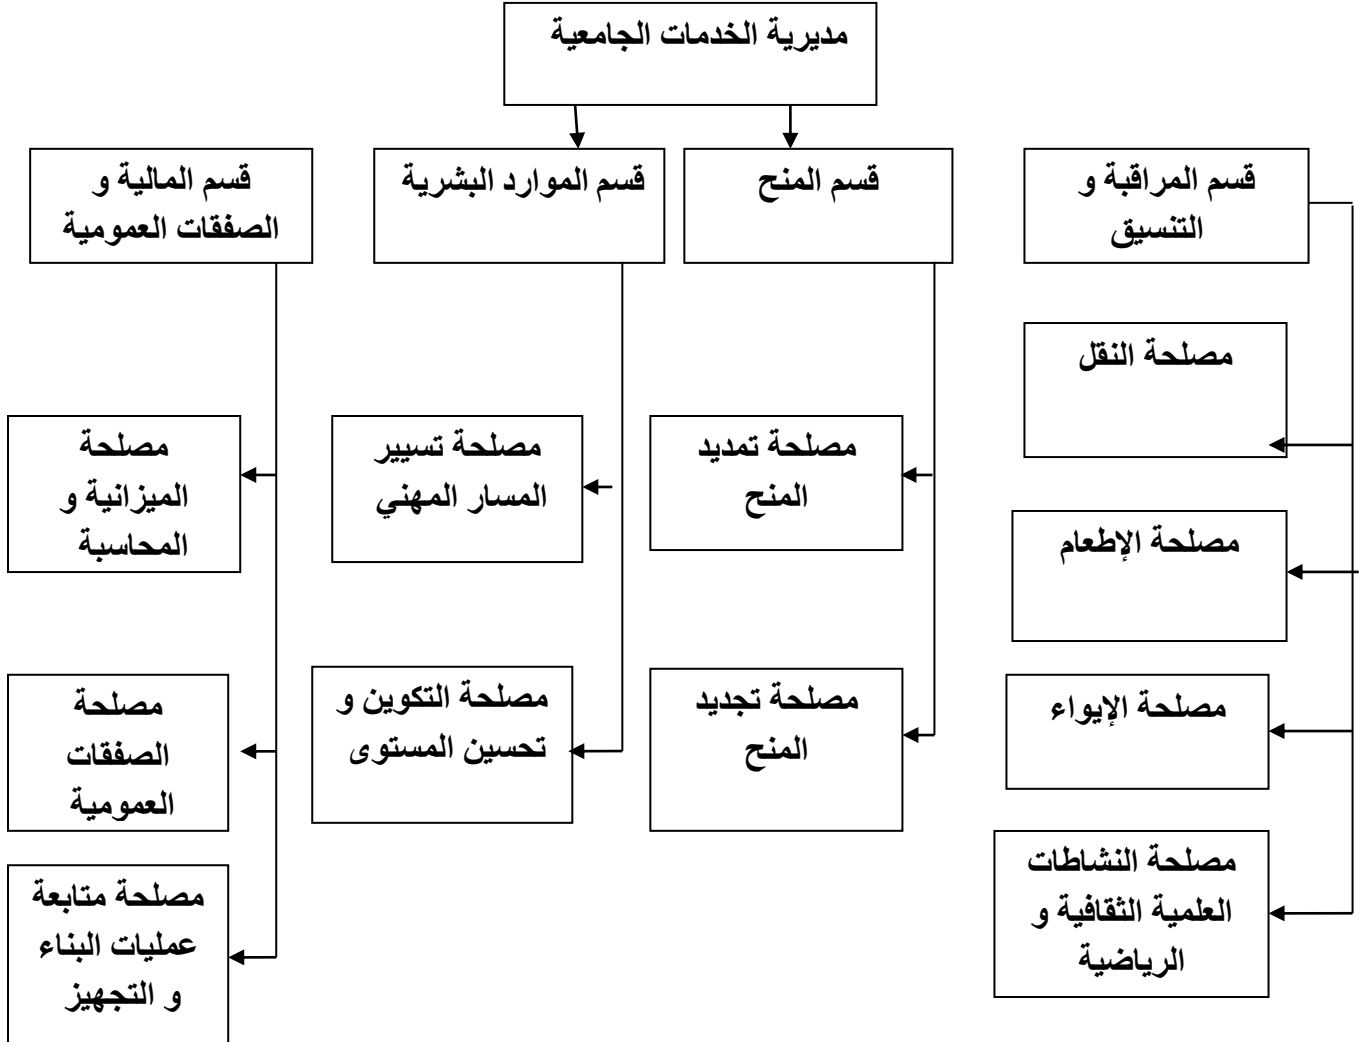 مديرية الخدمات الجامعية
قسم المراقبة و
التنسيق
قسم المنح
قسم الموارد البشرية
قسم المالية و
الصفقات العمومية
مصلحة النقل
مصلحة الإطعام
مصلحة الإيواء
مصلحة النشاطات
العلمية الثقافية و
الرياضية
مصلحة تمديد
المنح
مصلحة تجديد
المنح
مصلحة تسيير
المسار المهني
مصلحة التكوين و
تحسين المستوى
مصلحة
الميزانية و
المحاسبة
مصلحة
الصفقات
العمومية
مصلحة متابعة
عمليات البناء
و التجهيز